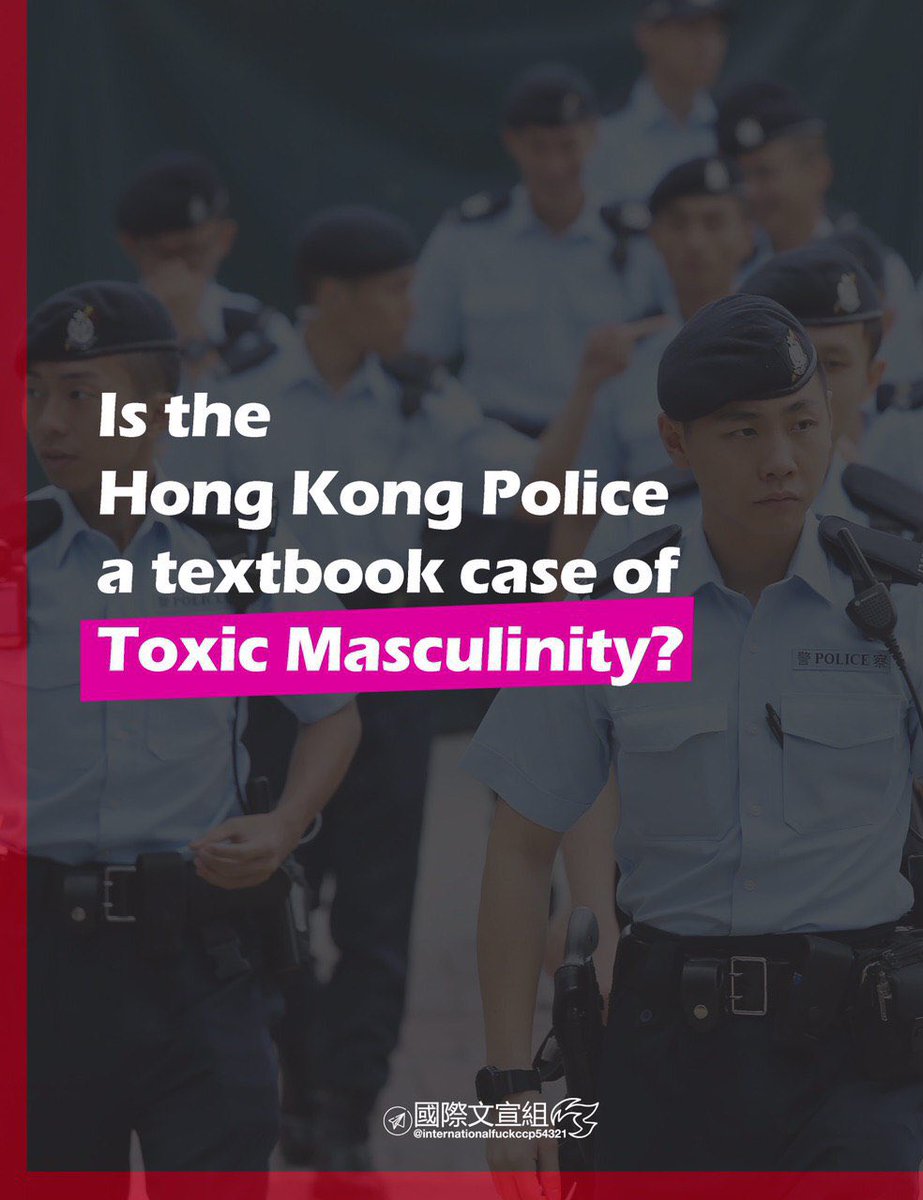 Is the
Hong Kong Police
a textbook case of
Toxic Masculinity?
警 POLICE 察
國際文宣組
@internationalfuckccp54321